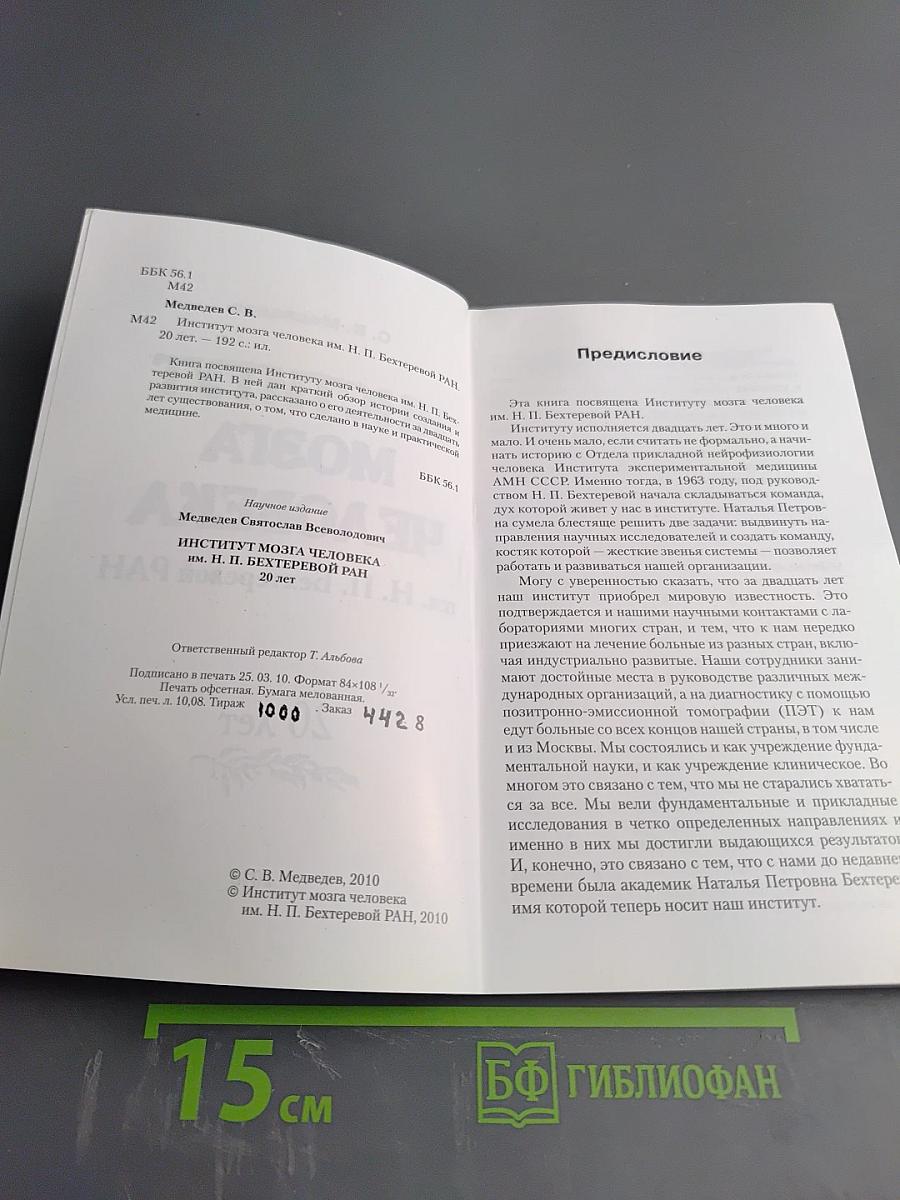 ББК 56.1
М42
Медведев С. В.
М42 Институт мозга человека им. Н. П. Бехтеревой РАН.
20 лет. — 192 с.: ил.
Книга посвящена Институту мозга человека им. Н. П. Бех-
теревой РАН. В ней дан краткий обзор истории создания и
развития института, рассказано о его деятельности за двадцать
лет существования, о том, что сделано в науке и практической
медицине.
ББК 56.1
Научное издание
Медведев Святослав Всеволодович
ИНСТИТУТ МОЗГА ЧЕЛОВЕКА
им. Н. П. БЕХТЕРЕВОЙ РАН
20 лет
Ответственный редактор Т. Альбова
Подписано в печать 25. 03. 10. Формат 84×108 1/32.
Печать офсетная. Бумага мелованная.
Усл. печ. л. 10,08. Тираж 1000 . Заказ 4428
© С. В. Медведев, 2010
© Институт мозга человека
им. Н. П. Бехтеревой РАН, 2010
Предисловие
Эта книга посвящена Институту мозга человека
им. Н. П. Бехтеревой РАН.
Институту исполняется двадцать лет. Это и много и
мало. И очень мало, если считать не формально, а начи-
нать историю с Отдела прикладной нейрофизиологии
человека Института экспериментальной медицины
АМН СССР. Именно тогда, в 1963 году, под руковод-
ством Н. П. Бехтеревой начала складываться команда,
дух которой живет у нас в институте. Наталья Петров-
на сумела блестяще решить две задачи: выдвинуть на-
правления научных исследователей и создать команду,
костяк которой — жесткие звенья системы — позволяет
работать и развиваться нашей организации.
Могу с уверенностью сказать, что за двадцать лет
наш институт приобрел мировую известность. Это
подтверждается и нашими научными контактами с ла-
бораториями многих стран, и тем, что к нам нередко
приезжают на лечение больные из разных стран, вклю-
чая индустриально развитые. Наши сотрудники зани-
мают достойные места в руководстве различных меж-
дународных организаций, а на диагностику с помощью
позитронно-эмиссионной томографии (ПЭТ) к нам
едут больные со всех концов нашей страны, в том числе
и из Москвы. Мы состоялись и как учреждение фунда-
ментальной науки, и как учреждение клиническое. Во
многом это связано с тем, что мы не старались хватать-
ся за все. Мы вели фундаментальные и прикладные
исследования в четко определенных направлениях и
именно в них мы достигли выдающихся результатов
И, конечно, это связано с тем, что с нами до недавне
времени была академик Наталья Петровна Бехтере
имя которой теперь носит наш институт.
15 см
БФ ГИБЛИОФАН